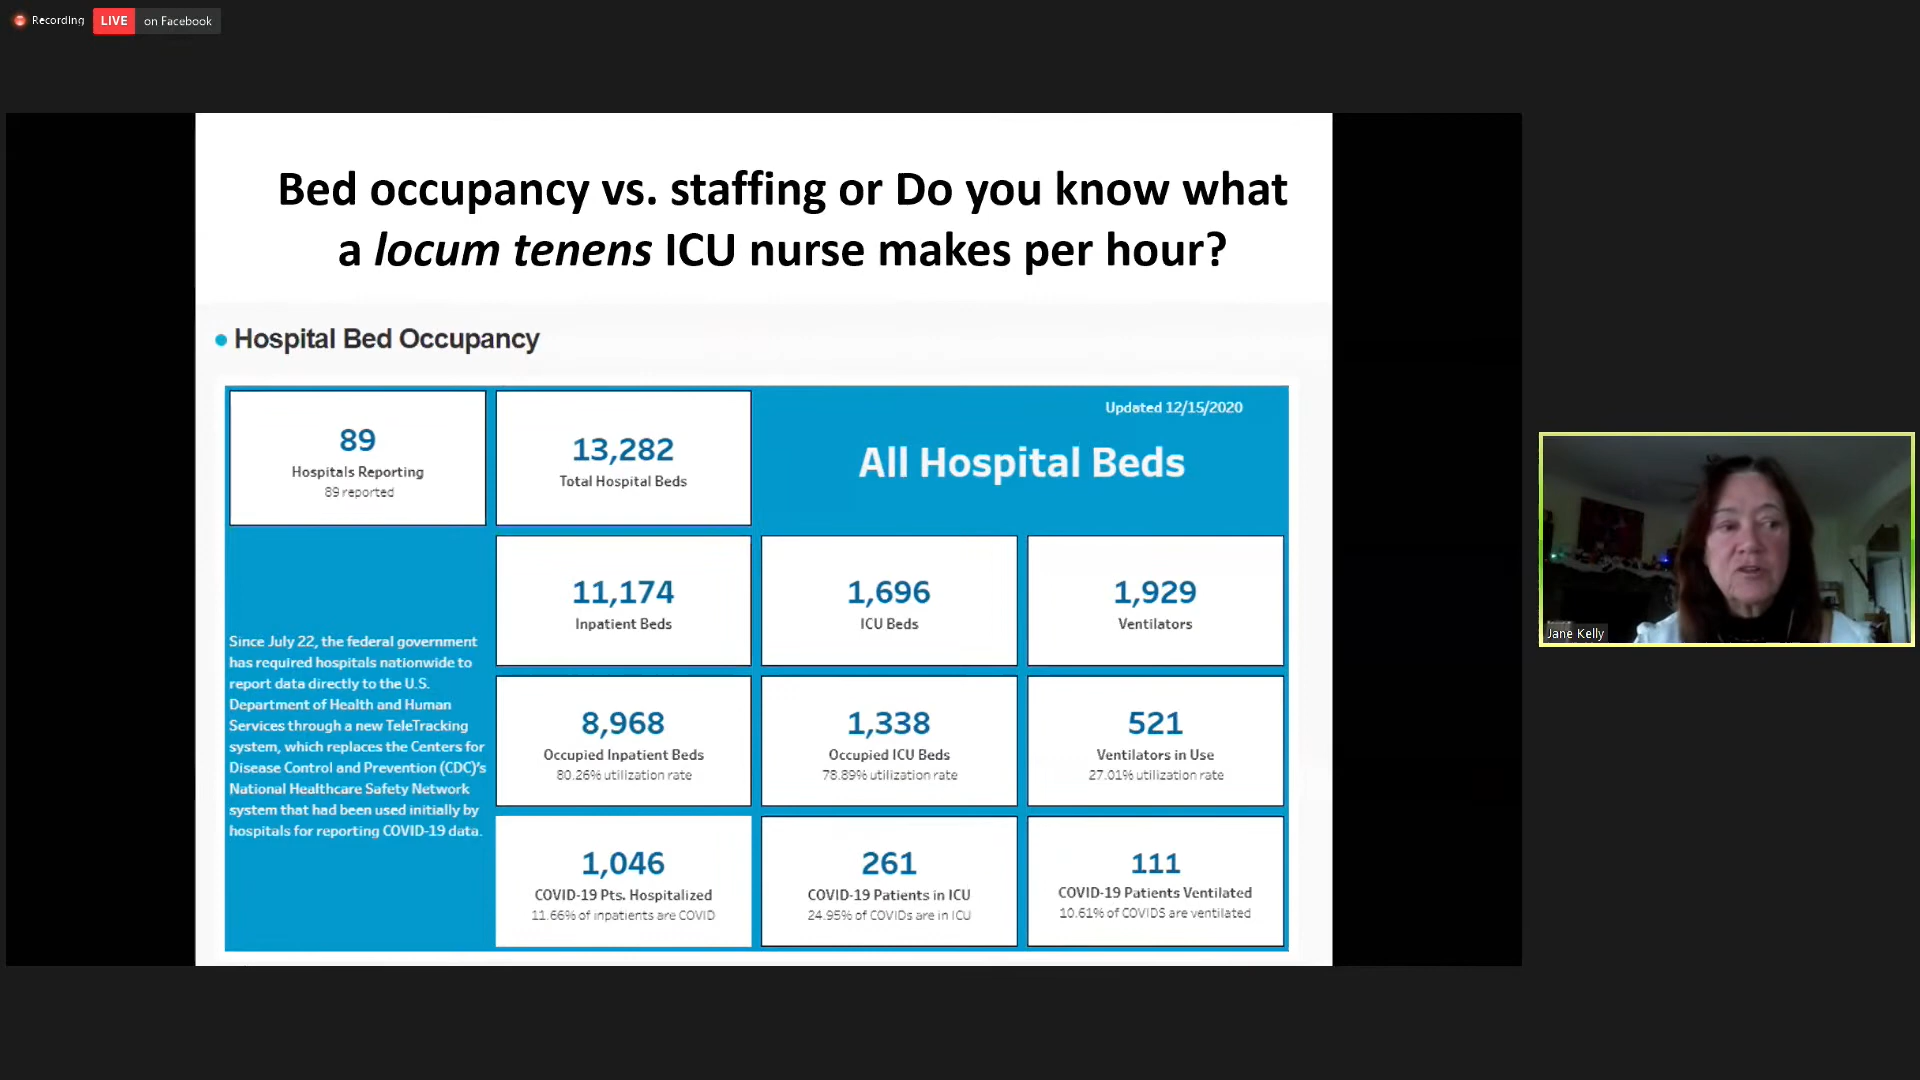 Recording LIVE on Facebook
Bed occupancy vs. staffing or Do you know what
a locum tenens ICU nurse makes per hour?
Hospital Bed Occupancy
89
Hospitals Reporting
89 reported
13,282
Total Hospital Beds
Updated 12/15/2020
All Hospital Beds
Since July 22, the federal government
has required hospitals nationwide to
report data directly to the U.S.
Department of Health and Human
Services through a new TeleTracking
system, which replaces the Centers for
Disease Control and Prevention (CDC)'s
National Healthcare Safety Network
system that had been used initially by
hospitals for reporting COVID-19 data.
11,174
Inpatient Beds
1,696
ICU Beds
1,929
Ventilators
8,968
Occupied Inpatient Beds
80.26% utilization rate
1,338
Occupied ICU Beds
78.89% utilization rate
521
Ventilators in Use
27.01% utilization rate
1,046
COVID-19 Pts. Hospitalized
11.66% of inpatients are COVID
261
COVID-19 Patients in ICU
24.95% of COVIDs are in ICU
111
COVID-19 Patients Ventilated
10.61% of COVIDS are ventilated
Jane Kelly